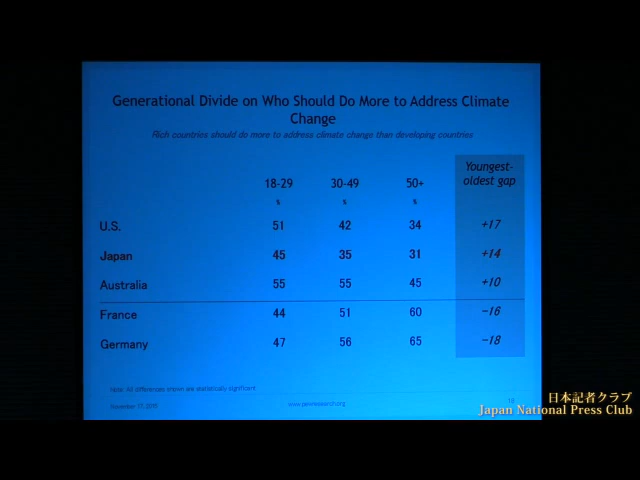 Generational Divide on Who Should Do More to Address Climate
Change
Rich countries should do more to address climate change than developing countries
Youngest-
18-29 30-49 50+ oldest gap
% % %
U.S. 51 42 34 +17
Japan 45 35 31 +14
Australia 55 55 45 +10
France 44 51 60 -16
Germany 47 56 65 -18
Note: All differences shown are statistically significant.
November 17, 2015 www.pewresearch.org 18
日本記者クラブ
Japan National Press Club